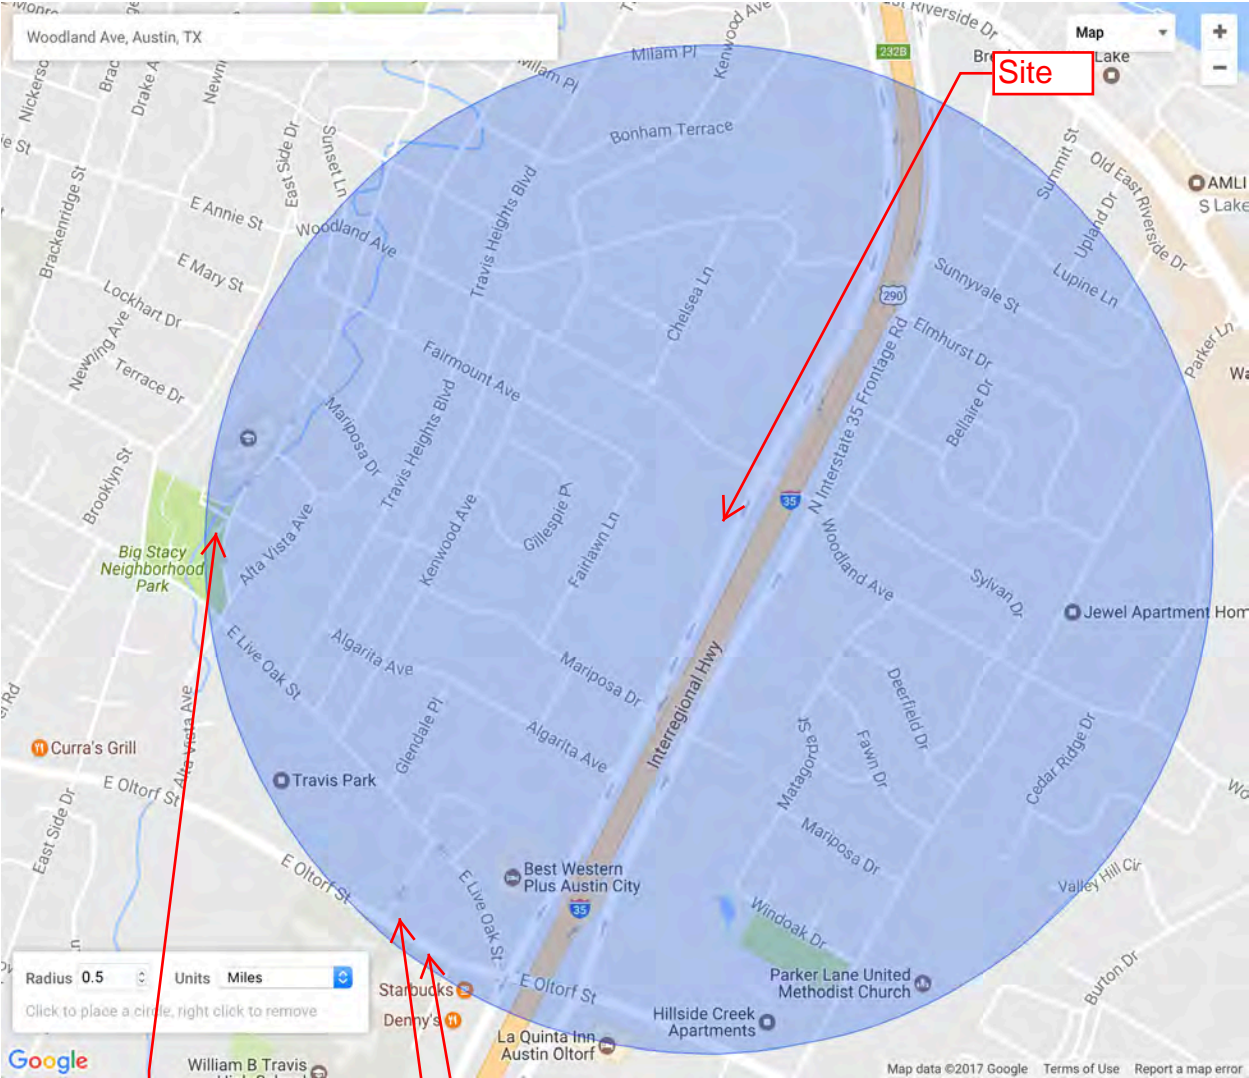 Woodland Ave, Austin, TX
Map
+
−
Site
232B
Lake
Milam Pl
Milam Pl
Kenwood Ave
Riverside Dr
Drake A
Nickers
Newn
ie St
East Side Dr
Sunset Ln
Bonham Terrace
Summit St
Old East Riverside Dr
AMLI
S Lake
Brackenridge St
E Annie St
Woodland Ave
Travis Heights Blvd
Upland Dr
Lupine Ln
E Mary St
Lockhart Dr
Chelsea Ln
290
Sunnyvale St
Elmhurst Dr
Parker Ln
Newning Ave
Terrace Dr
Fairmount Ave
Wa
Mariposa Dr
Travis Heights Blvd
Bellaire Dr
N Interstate 35 Frontage Rd
Brooklyn St
35
Kenwood Ave
Gillespie Pl
Fairlawn Ln
Alta Vista Ave
Woodland Ave
Big Stacy
Neighborhood
Park
Sylvan Dr
Jewel Apartment Hom
E Live Oak St
Algarita Ave
Mariposa Dr
Interregional Hwy
Deerfield Dr
Alta Vista Ave
Glendale Pl
Algarita Ave
Matagorda St
Fawn Dr
Cedar Ridge Dr
Curra's Grill
E Oltorf St
Travis Park
Wo
East Side Dr
Mariposa Dr
E Oltorf St
Best Western
Plus Austin City
35
E Live Oak St
Valley Hill Cir
Windoak Dr
Radius 0.5 Units Miles
Click to place a circle, right click to remove
Starbucks
Denny's
E Oltorf St
Parker Lane United
Methodist Church
Burton Dr
Hillside Creek
Apartments
La Quinta Inn
Austin Oltorf
Google
William B Travis
Map data ©2017 Google Terms of Use Report a map error